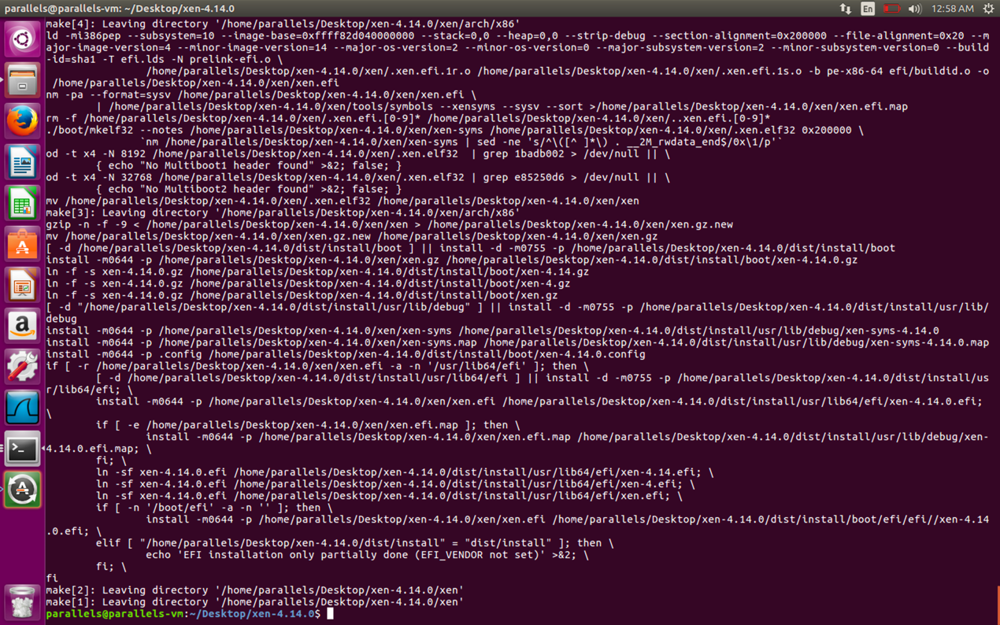 parallels@parallels-vm: ~/Desktop/xen-4.14.0
En
12:58 AM
make[4]: Leaving directory '/home/parallels/Desktop/xen-4.14.0/xen/arch/x86'
ld -mi386pep --subsystem=10 --image-base=0xffff82d040000000 --stack=0,0 --heap=0,0 --strip-debug --section-alignment=0x200000 --file-alignment=0x20 --m
ajor-image-version=4 --minor-image-version=14 --major-os-version=2 --minor-os-version=0 --major-subsystem-version=2 --minor-subsystem-version=0 --build
-id=sha1 -T efi.lds -N prelink-efi.o \
/home/parallels/Desktop/xen-4.14.0/xen/.xen.efi.1r.o /home/parallels/Desktop/xen-4.14.0/xen/.xen.efi.1s.o -b pe-x86-64 efi/buildid.o -o
/home/parallels/Desktop/xen-4.14.0/xen/xen.efi
nm -pa --format=sysv /home/parallels/Desktop/xen-4.14.0/xen/xen.efi \
| /home/parallels/Desktop/xen-4.14.0/xen/tools/symbols --xensyms --sysv --sort >/home/parallels/Desktop/xen-4.14.0/xen/xen.efi.map
rm -f /home/parallels/Desktop/xen-4.14.0/xen/.xen.efi.[0-9]* /home/parallels/Desktop/xen-4.14.0/xen/..xen.efi.[0-9]*
./boot/mkelf32 --notes /home/parallels/Desktop/xen-4.14.0/xen/xen-syms /home/parallels/Desktop/xen-4.14.0/xen/.xen.elf32 0x200000 \
`nm /home/parallels/Desktop/xen-4.14.0/xen/xen-syms | sed -ne 's/^\([^ ]*\) . __2M_rwdata_end$/0x\1/p'`
od -t x4 -N 8192 /home/parallels/Desktop/xen-4.14.0/xen/.xen.elf32  | grep 1badb002 > /dev/null || \
{ echo "No Multiboot1 header found" >&2; false; }
od -t x4 -N 32768 /home/parallels/Desktop/xen-4.14.0/xen/.xen.elf32 | grep e85250d6 > /dev/null || \
{ echo "No Multiboot2 header found" >&2; false; }
mv /home/parallels/Desktop/xen-4.14.0/xen/.xen.elf32 /home/parallels/Desktop/xen-4.14.0/xen/xen
make[3]: Leaving directory '/home/parallels/Desktop/xen-4.14.0/xen/arch/x86'
gzip -n -f -9 < /home/parallels/Desktop/xen-4.14.0/xen/xen > /home/parallels/Desktop/xen-4.14.0/xen/xen.gz.new
mv /home/parallels/Desktop/xen-4.14.0/xen/xen.gz.new /home/parallels/Desktop/xen-4.14.0/xen/xen.gz
[ -d /home/parallels/Desktop/xen-4.14.0/dist/install/boot ] || install -d -m0755 -p /home/parallels/Desktop/xen-4.14.0/dist/install/boot
install -m0644 -p /home/parallels/Desktop/xen-4.14.0/xen/xen.gz /home/parallels/Desktop/xen-4.14.0/dist/install/boot/xen-4.14.0.gz
ln -f -s xen-4.14.0.gz /home/parallels/Desktop/xen-4.14.0/dist/install/boot/xen-4.14.gz
ln -f -s xen-4.14.0.gz /home/parallels/Desktop/xen-4.14.0/dist/install/boot/xen-4.gz
ln -f -s xen-4.14.0.gz /home/parallels/Desktop/xen-4.14.0/dist/install/boot/xen.gz
[ -d "/home/parallels/Desktop/xen-4.14.0/dist/install/usr/lib/debug" ] || install -d -m0755 -p /home/parallels/Desktop/xen-4.14.0/dist/install/usr/lib/
debug
install -m0644 -p /home/parallels/Desktop/xen-4.14.0/xen/xen-syms /home/parallels/Desktop/xen-4.14.0/dist/install/usr/lib/debug/xen-syms-4.14.0
install -m0644 -p /home/parallels/Desktop/xen-4.14.0/xen/xen-syms.map /home/parallels/Desktop/xen-4.14.0/dist/install/usr/lib/debug/xen-syms-4.14.0.map
install -m0644 -p .config /home/parallels/Desktop/xen-4.14.0/dist/install/boot/xen-4.14.0.config
if [ -r /home/parallels/Desktop/xen-4.14.0/xen/xen.efi -a -n '/usr/lib64/efi' ]; then \
[ -d /home/parallels/Desktop/xen-4.14.0/dist/install/usr/lib64/efi ] || install -d -m0755 -p /home/parallels/Desktop/xen-4.14.0/dist/install/us
r/lib64/efi; \
install -m0644 -p /home/parallels/Desktop/xen-4.14.0/xen/xen.efi /home/parallels/Desktop/xen-4.14.0/dist/install/usr/lib64/efi/xen-4.14.0.efi;
\
if [ -e /home/parallels/Desktop/xen-4.14.0/xen/xen.efi.map ]; then \
install -m0644 -p /home/parallels/Desktop/xen-4.14.0/xen/xen.efi.map /home/parallels/Desktop/xen-4.14.0/dist/install/usr/lib/debug/xen-
4.14.0.efi.map; \
fi; \
ln -sf xen-4.14.0.efi /home/parallels/Desktop/xen-4.14.0/dist/install/usr/lib64/efi/xen-4.14.efi; \
ln -sf xen-4.14.0.efi /home/parallels/Desktop/xen-4.14.0/dist/install/usr/lib64/efi/xen-4.efi; \
ln -sf xen-4.14.0.efi /home/parallels/Desktop/xen-4.14.0/dist/install/usr/lib64/efi/xen.efi; \
if [ -n '/boot/efi' -a -n '' ]; then \
install -m0644 -p /home/parallels/Desktop/xen-4.14.0/xen/xen.efi /home/parallels/Desktop/xen-4.14.0/dist/install/boot/efi/efi//xen-4.14
.0.efi; \
elif [ "/home/parallels/Desktop/xen-4.14.0/dist/install" = "dist/install" ]; then \
echo 'EFI installation only partially done (EFI_VENDOR not set)' >&2; \
fi; \
fi
make[2]: Leaving directory '/home/parallels/Desktop/xen-4.14.0/xen'
make[1]: Leaving directory '/home/parallels/Desktop/xen-4.14.0/xen'
parallels@parallels-vm:~/Desktop/xen-4.14.0$